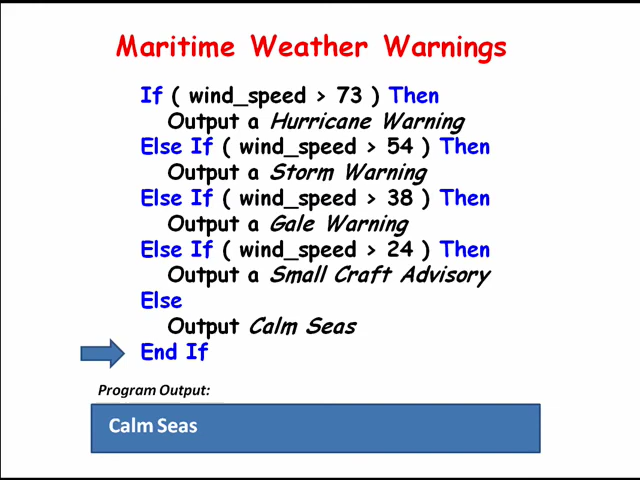 Maritime Weather Warnings
If ( wind_speed > 73 ) Then
Output a Hurricane Warning
Else If ( wind_speed > 54 ) Then
Output a Storm Warning
Else If ( wind_speed > 38 ) Then
Output a Gale Warning
Else If ( wind_speed > 24 ) Then
Output a Small Craft Advisory
Else
Output Calm Seas
End If
Program Output:
Calm Seas